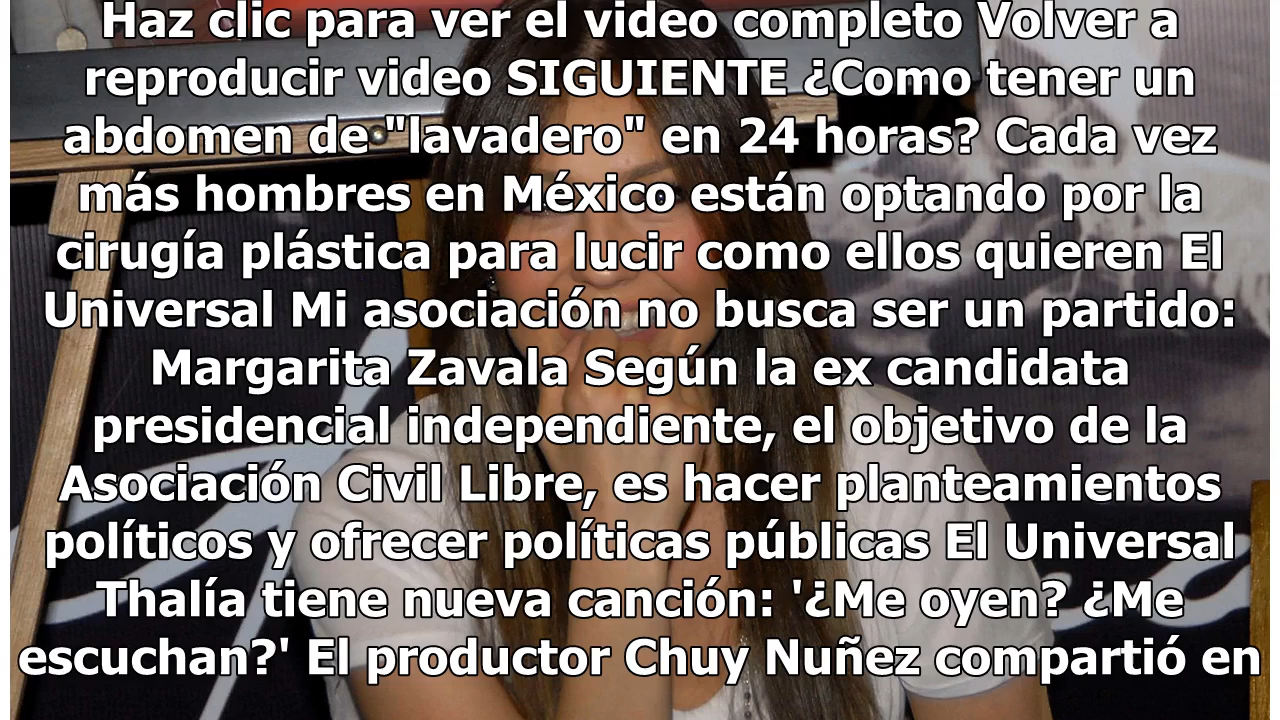 Haz clic para ver el video completo Volver a
reproducir video SIGUIENTE ¿Como tener un
abdomen de "lavadero" en 24 horas? Cada vez
más hombres en México están optando por la
cirugía plástica para lucir como ellos quieren El
Universal Mi asociación no busca ser un partido:
Margarita Zavala Según la ex candidata
presidencial independiente, el objetivo de la
Asociación Civil Libre, es hacer planteamientos
políticos y ofrecer políticas públicas El Universal
Thalía tiene nueva canción: '¿Me oyen? ¿Me
escuchan?' El productor Chuy Nuñez compartió en